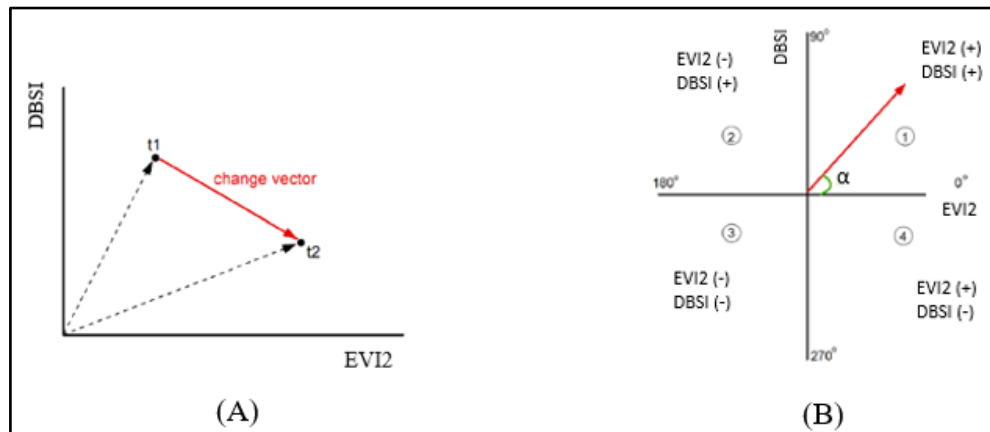 DBSI
t1
change vector
t2
EVI2
(A)
DBSI
90°
EVI2 (-)
DBSI (+)
EVI2 (+)
DBSI (+)
2
1
α
180°
0°
EVI2
3
4
EVI2 (-)
DBSI (-)
EVI2 (+)
DBSI (-)
270°
(B)